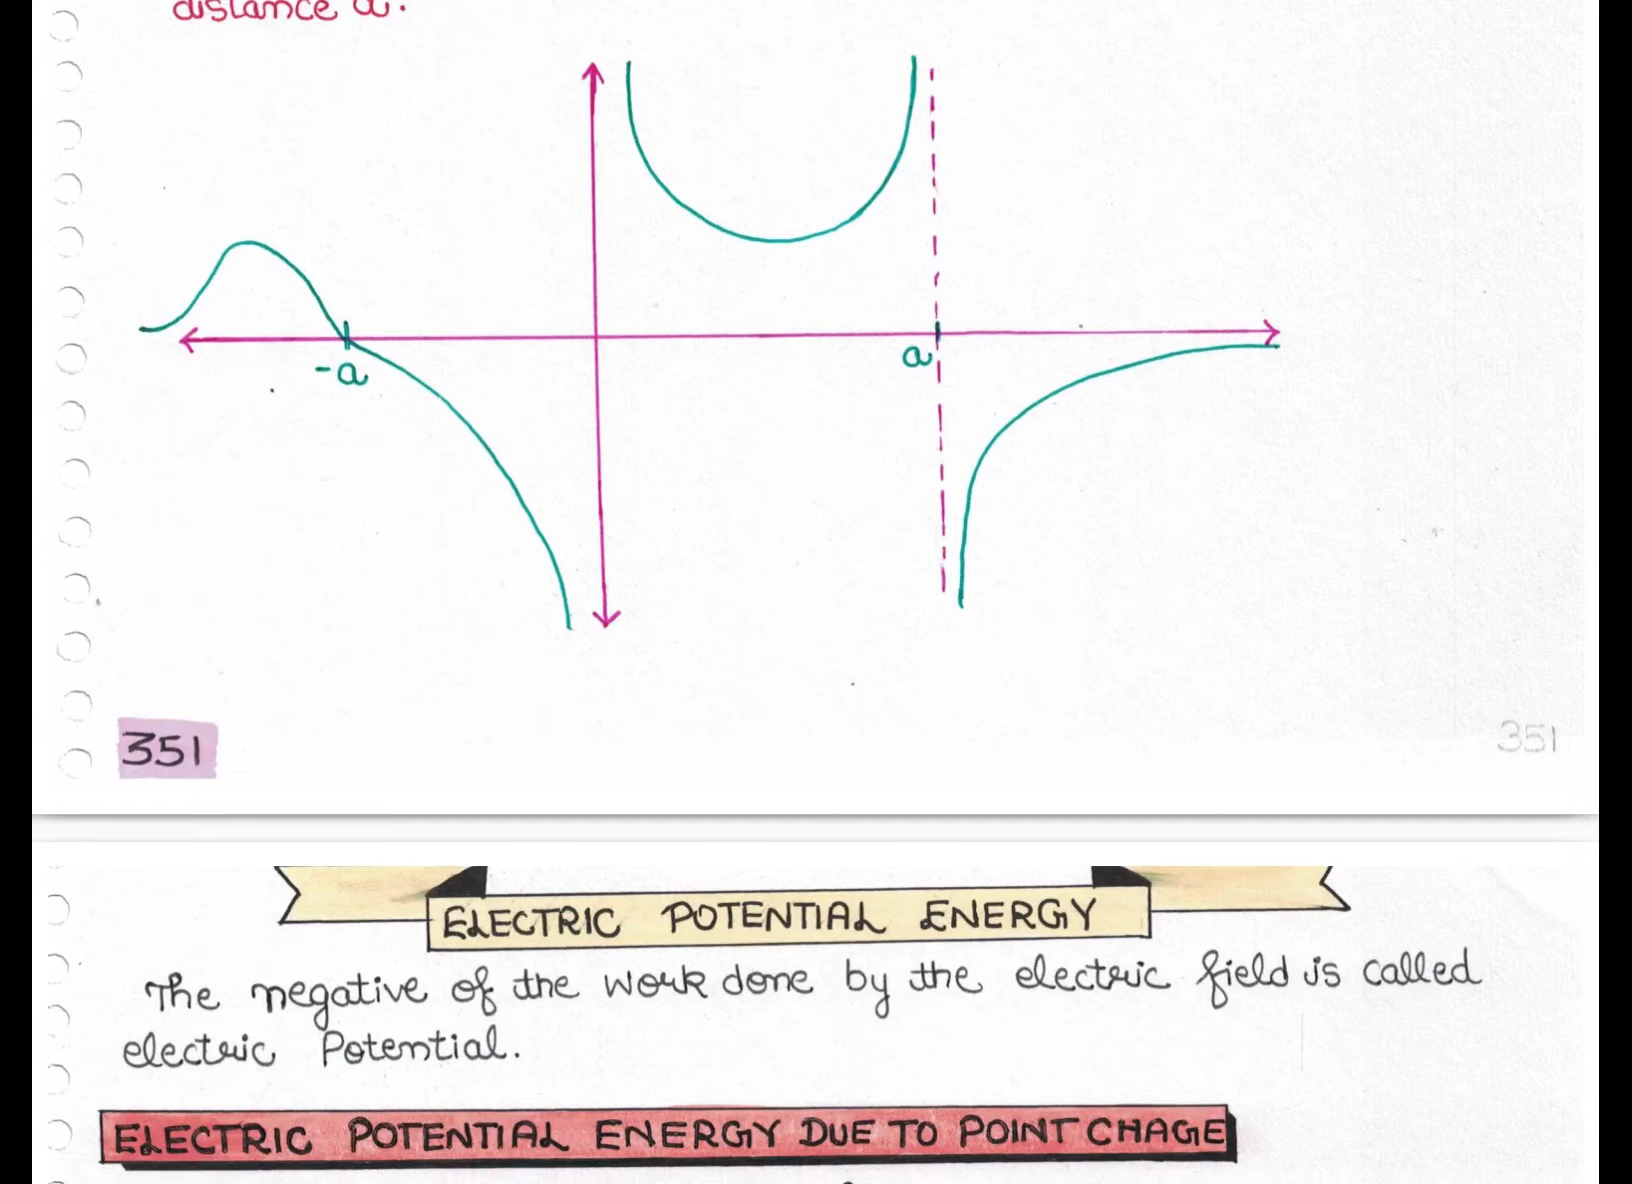 distance a.
-a
a
351
351
ELECTRIC POTENTIAL ENERGY
The negative of the work done by the electric field is called
electric Potential.
ELECTRIC POTENTIAL ENERGY DUE TO POINT CHAGE